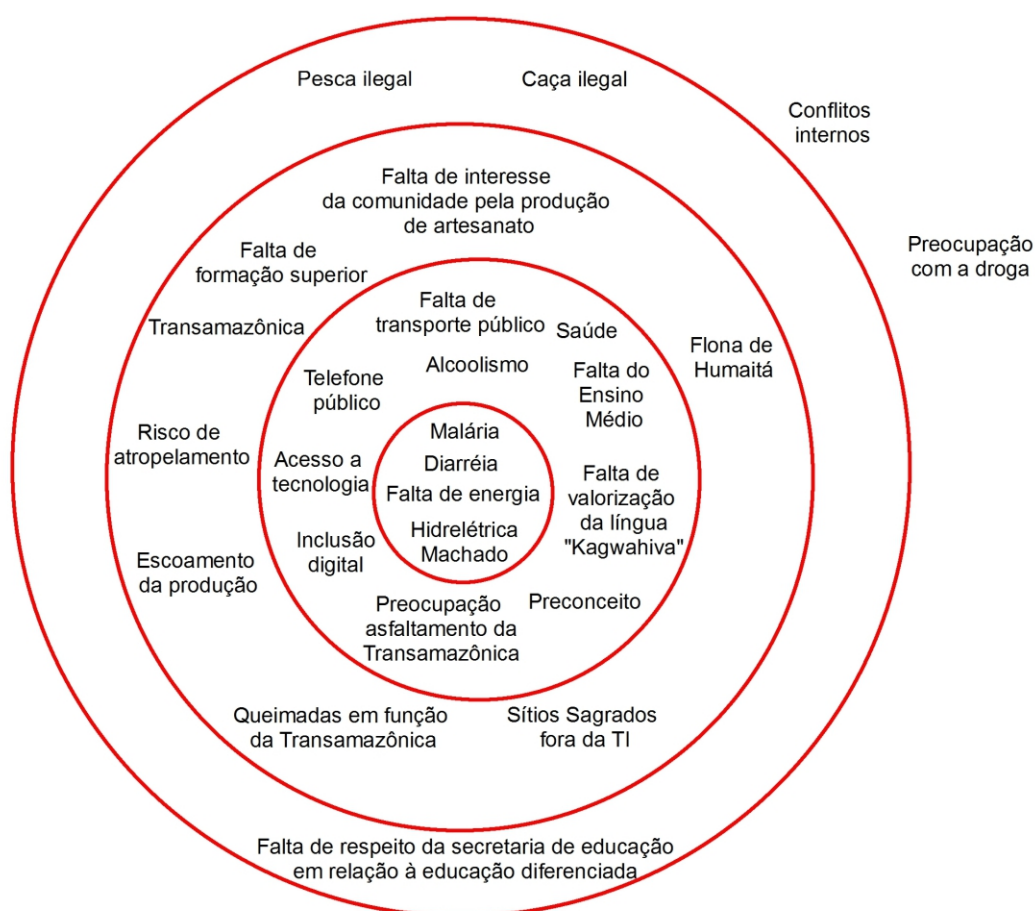 Pesca ilegal
Caça ilegal
Conflitos
internos
Falta de interesse
da comunidade pela produção
de artesanato
Preocupação
com a droga
Falta de
formação superior
Falta de
transporte público
Saúde
Transamazônica
Flona de
Humaitá
Alcoolismo
Falta do
Ensino
Médio
Telefone
público
Malária
Diarréia
Falta de energia
Hidrelétrica
Machado
Risco de
atropelamento
Acesso a
tecnologia
Falta de
valorização
da língua
"Kagwahiva"
Inclusão
digital
Escoamento
da produção
Preocupação
asfaltamento da
Transamazônica
Preconceito
Queimadas em função
da Transamazônica
Sítios Sagrados
fora da TI
Falta de respeito da secretaria de educação
em relação à educação diferenciada